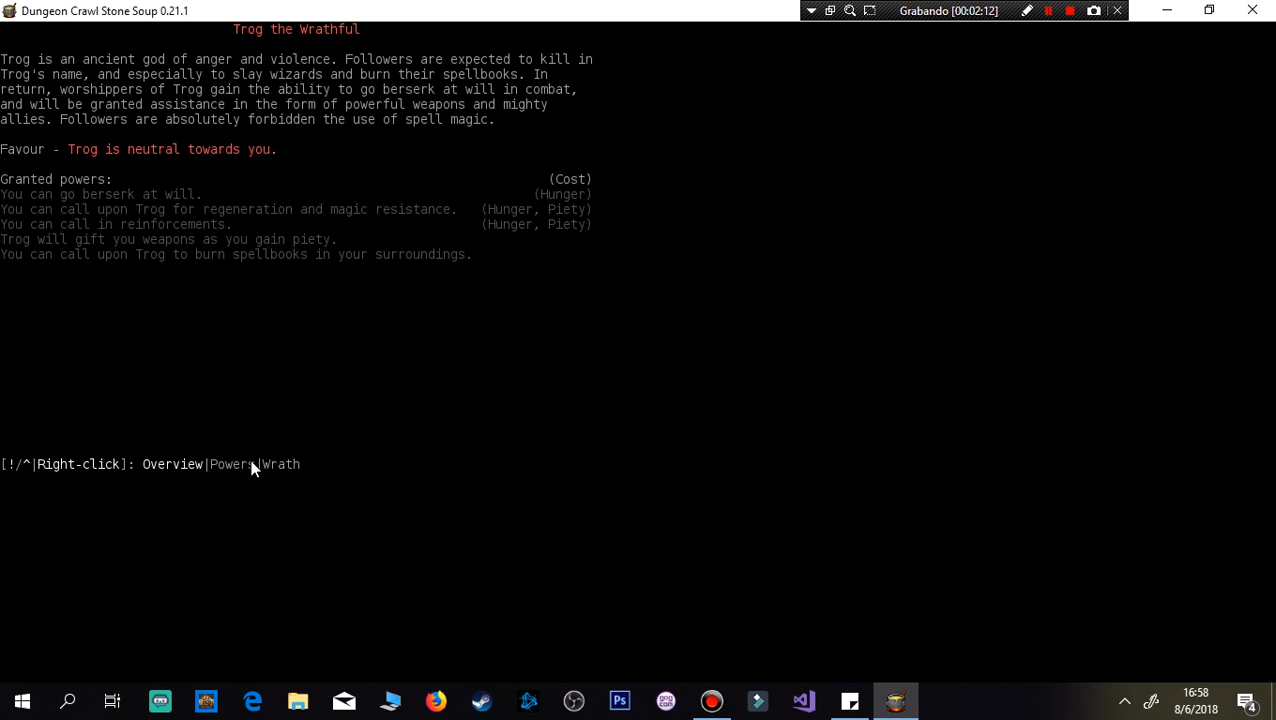 Dungeon Crawl Stone Soup 0.21.1
Grabando [00:02:12]
Trog the Wrathful
Trog is an ancient god of anger and violence. Followers are expected to kill in
Trog's name, and especially to slay wizards and burn their spellbooks. In
return, worshippers of Trog gain the ability to go berserk at will in combat,
and will be granted assistance in the form of powerful weapons and mighty
allies. Followers are absolutely forbidden the use of spell magic.
Favour - Trog is neutral towards you.
Granted powers: (Cost)
You can go berserk at will. (Hunger)
You can call upon Trog for regeneration and magic resistance. (Hunger, Piety)
You can call in reinforcements. (Hunger, Piety)
Trog will gift you weapons as you gain piety.
You can call upon Trog to burn spellbooks in your surroundings.
[!/^|Right-click]: Overview|Powers|Wrath
Ps
gog com
16:58
8/6/2018
4